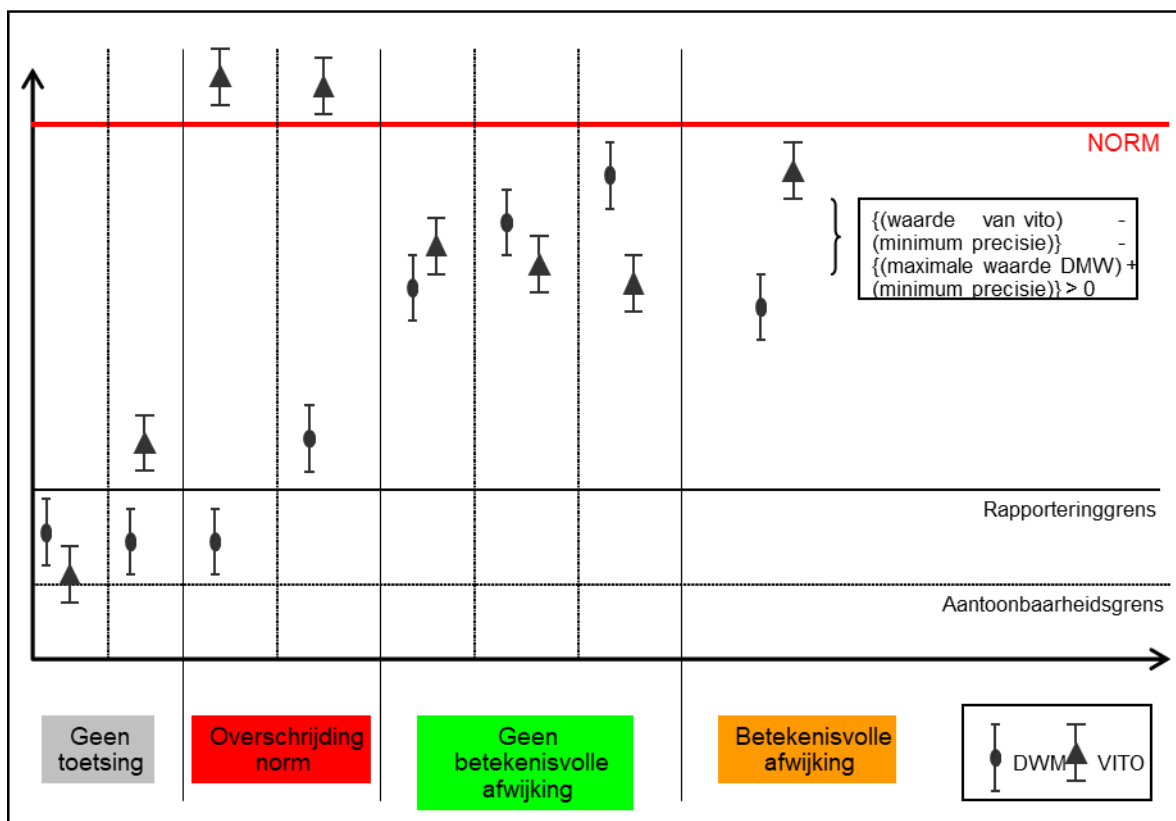 NORM
{(waarde van vito) -
(minimum precisie)} -
{(maximale waarde DMW) +
(minimum precisie)} > 0
Rapporteringgrens
Aantoonbaarheidsgrens
Geen
toetsing
Overschrijding
norm
Geen
betekenisvolle
afwijking
Betekenisvolle
afwijking
DWM
VITO